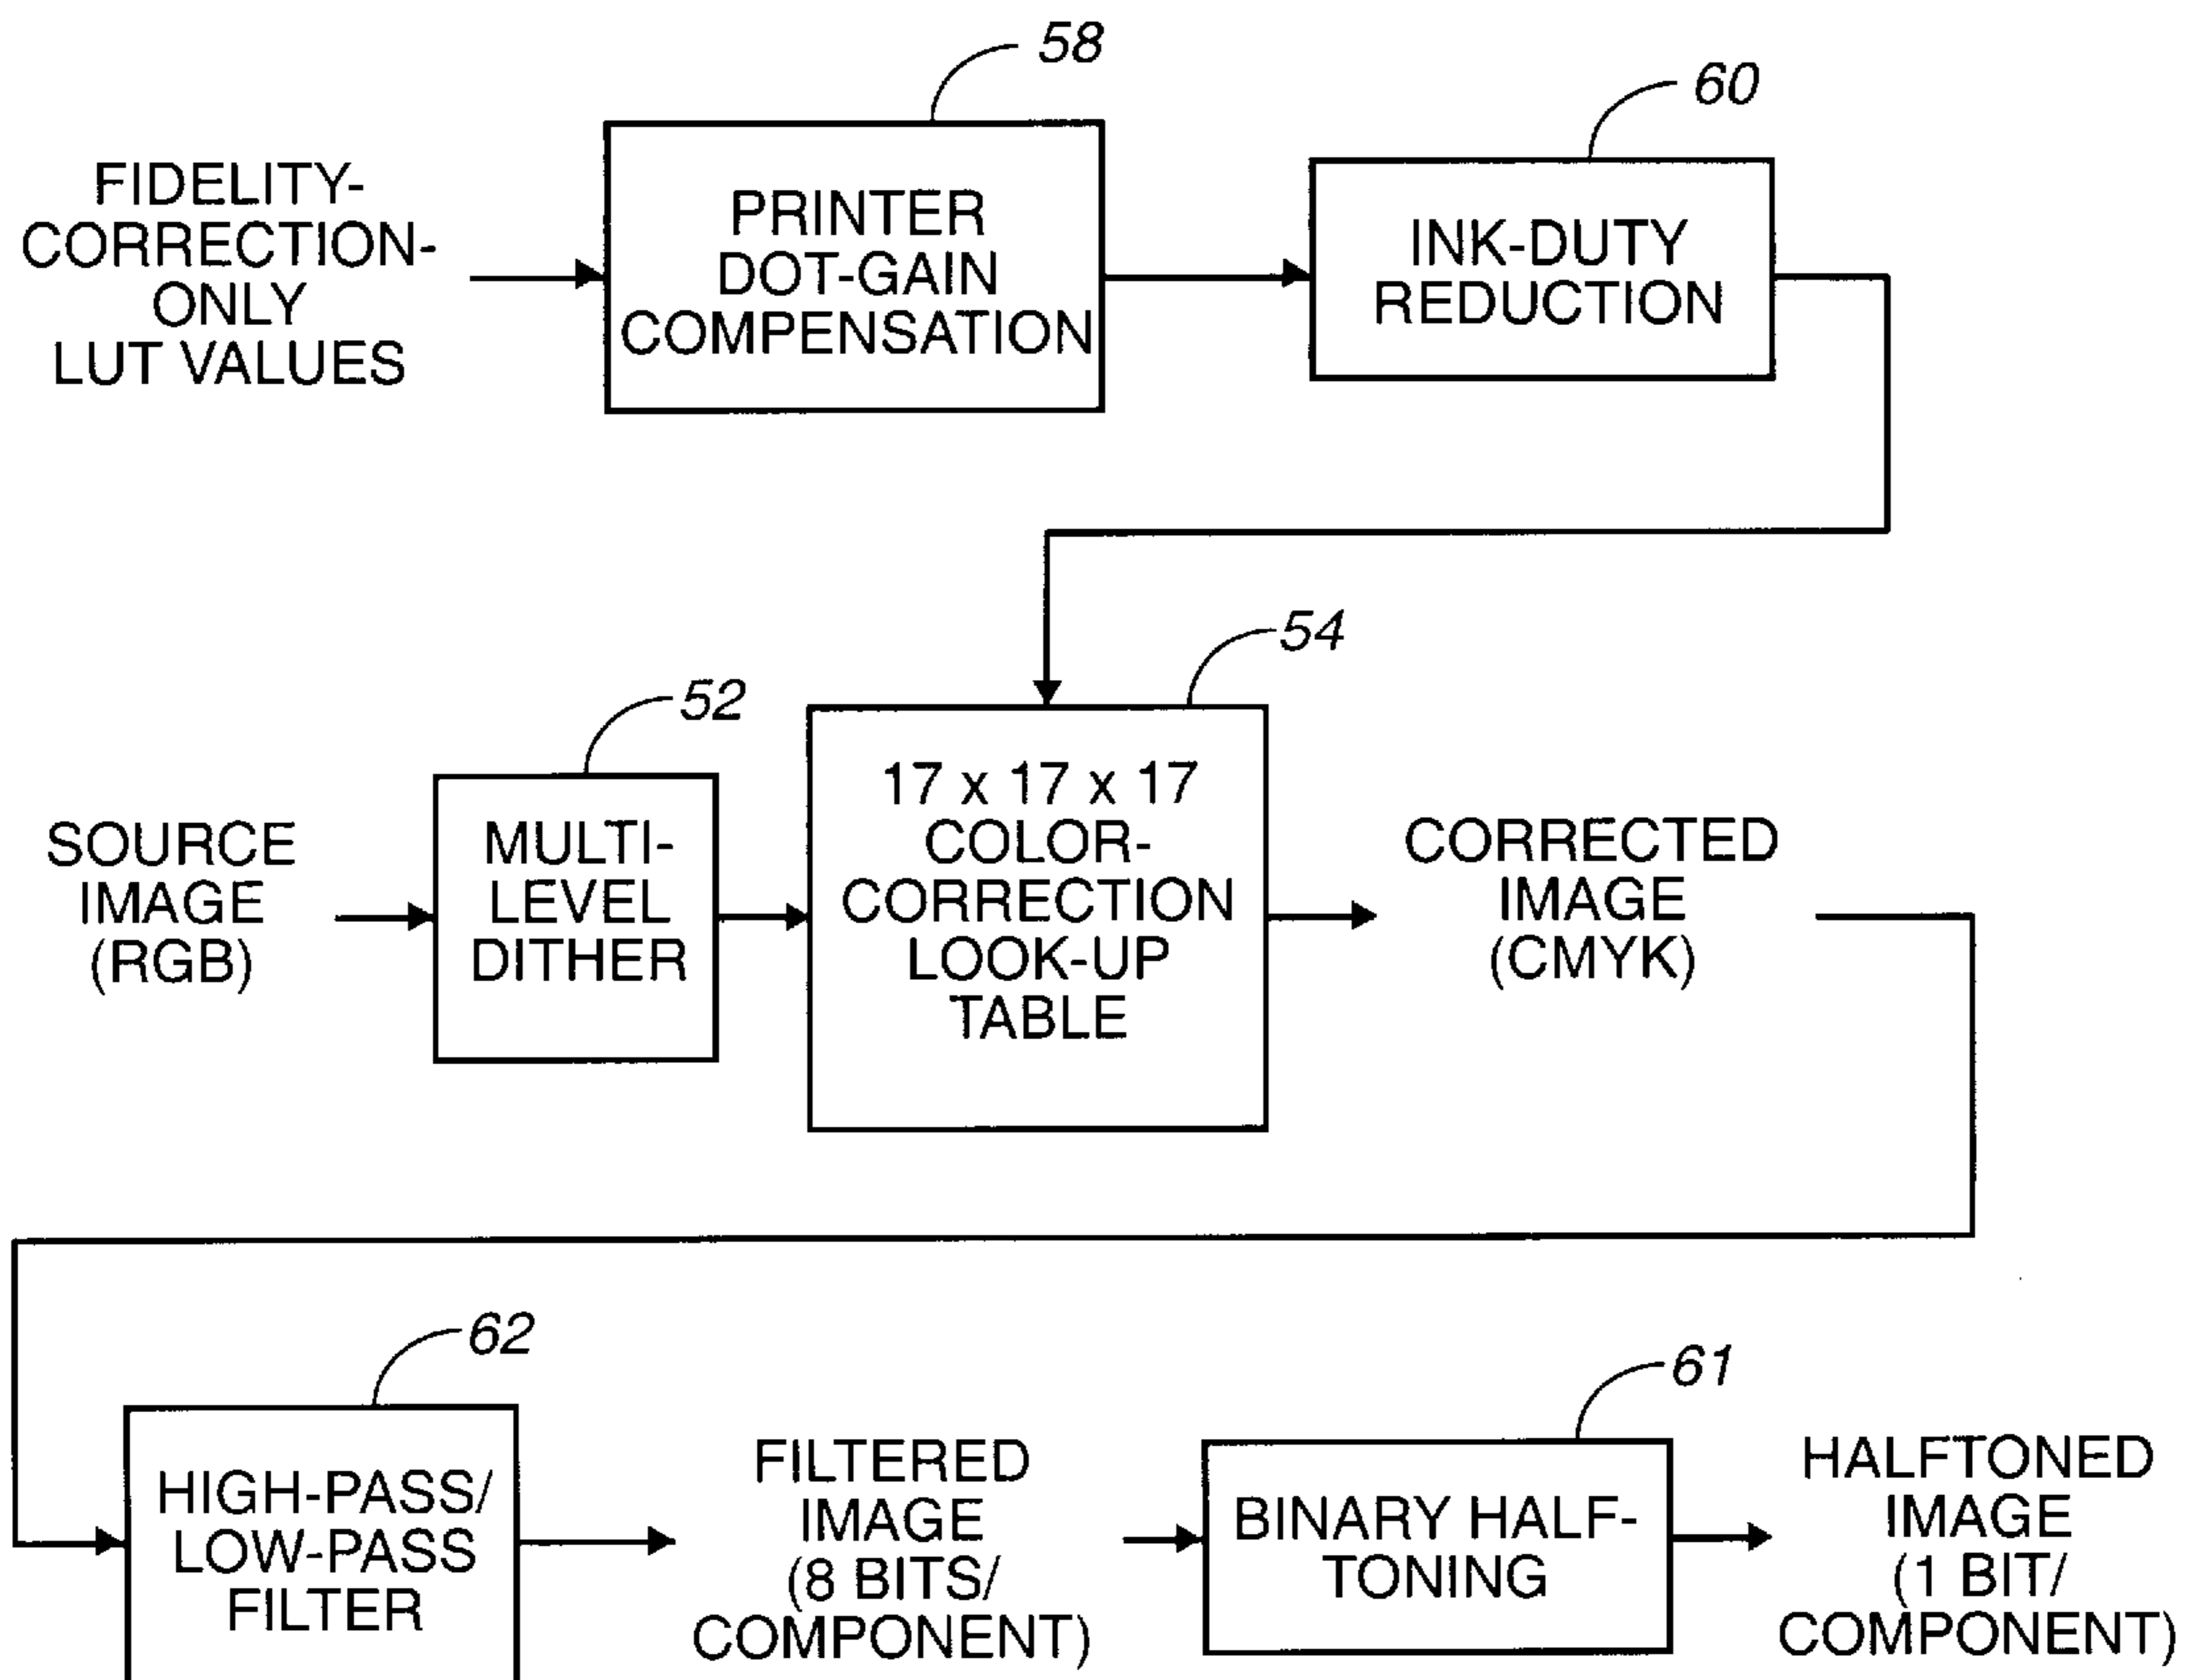 58
60
FIDELITY-
CORRECTION-
ONLY
LUT VALUES
PRINTER
DOT-GAIN
COMPENSATION
INK-DUTY
REDUCTION
54
52
SOURCE
IMAGE
(RGB)
MULTI-
LEVEL
DITHER
17 x 17 x 17
COLOR-
CORRECTION
LOOK-UP
TABLE
CORRECTED
IMAGE
(CMYK)
62
61
HIGH-PASS/
LOW-PASS
FILTER
FILTERED
IMAGE
(8 BITS/
COMPONENT)
BINARY HALF-
TONING
HALFTONED
IMAGE
(1 BIT/
COMPONENT)